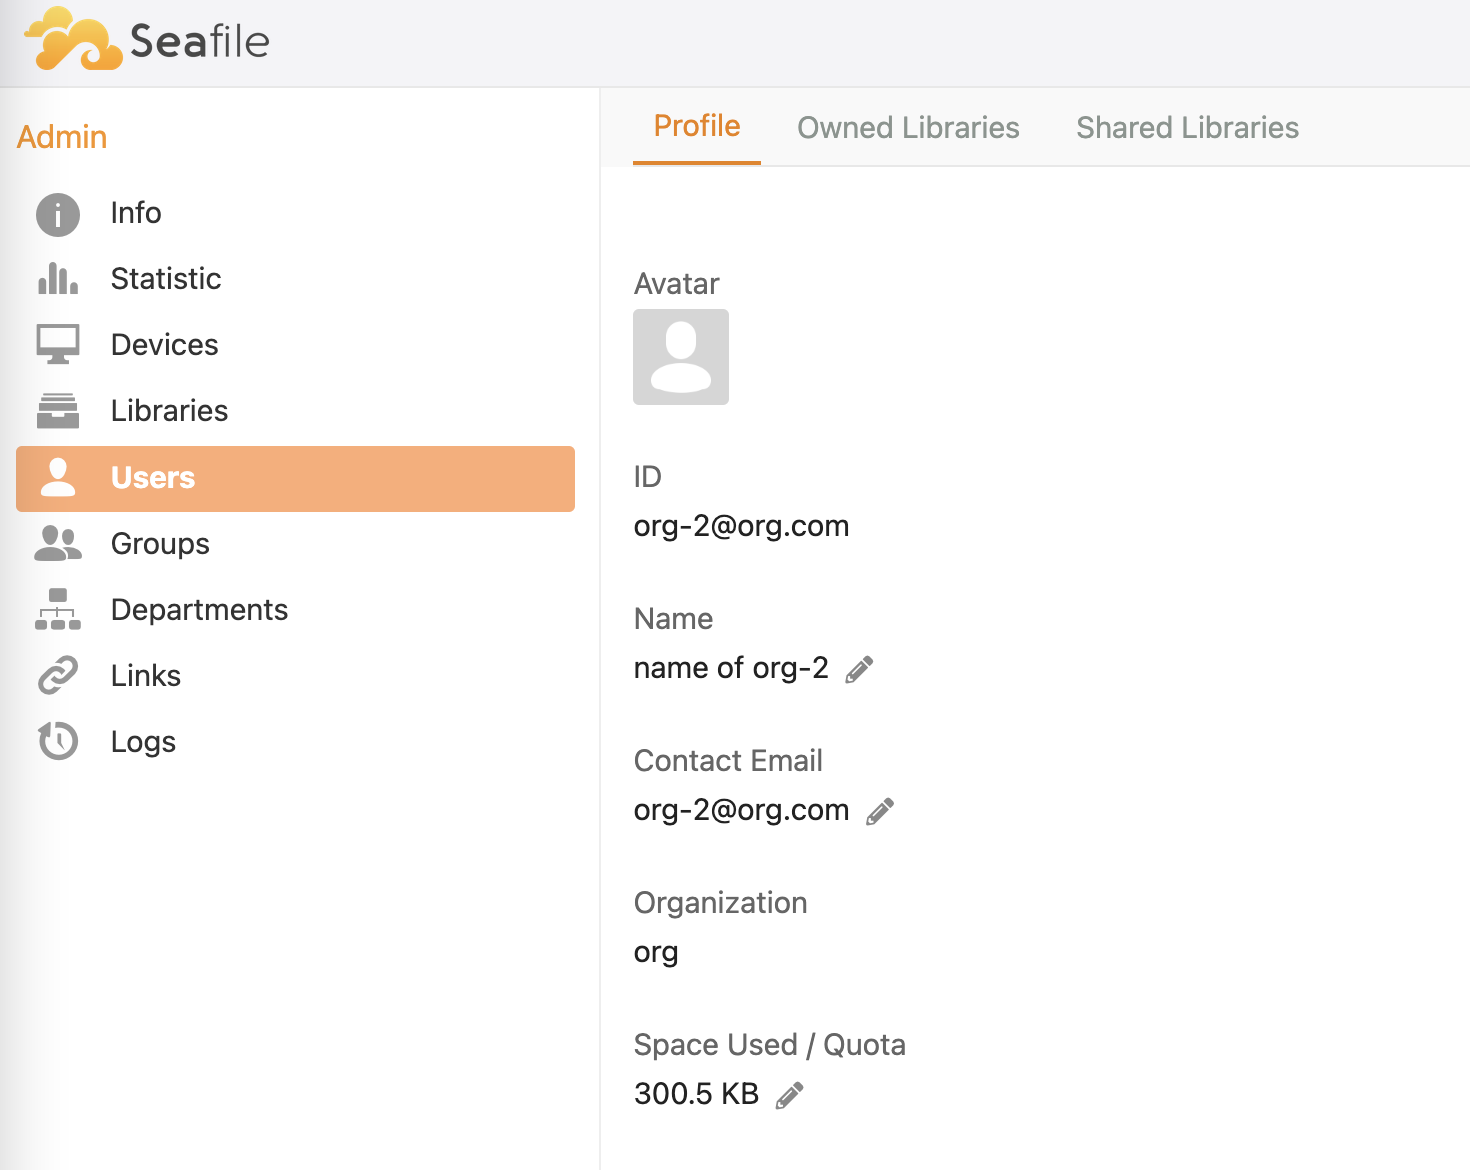 Seafile
Admin
Info
Statistic
Devices
Libraries
Users
Groups
Departments
Links
Logs
Profile Owned Libraries Shared Libraries
Avatar
ID
org-2@org.com
Name
name of org-2
Contact Email
org-2@org.com
Organization
org
Space Used / Quota
300.5 KB